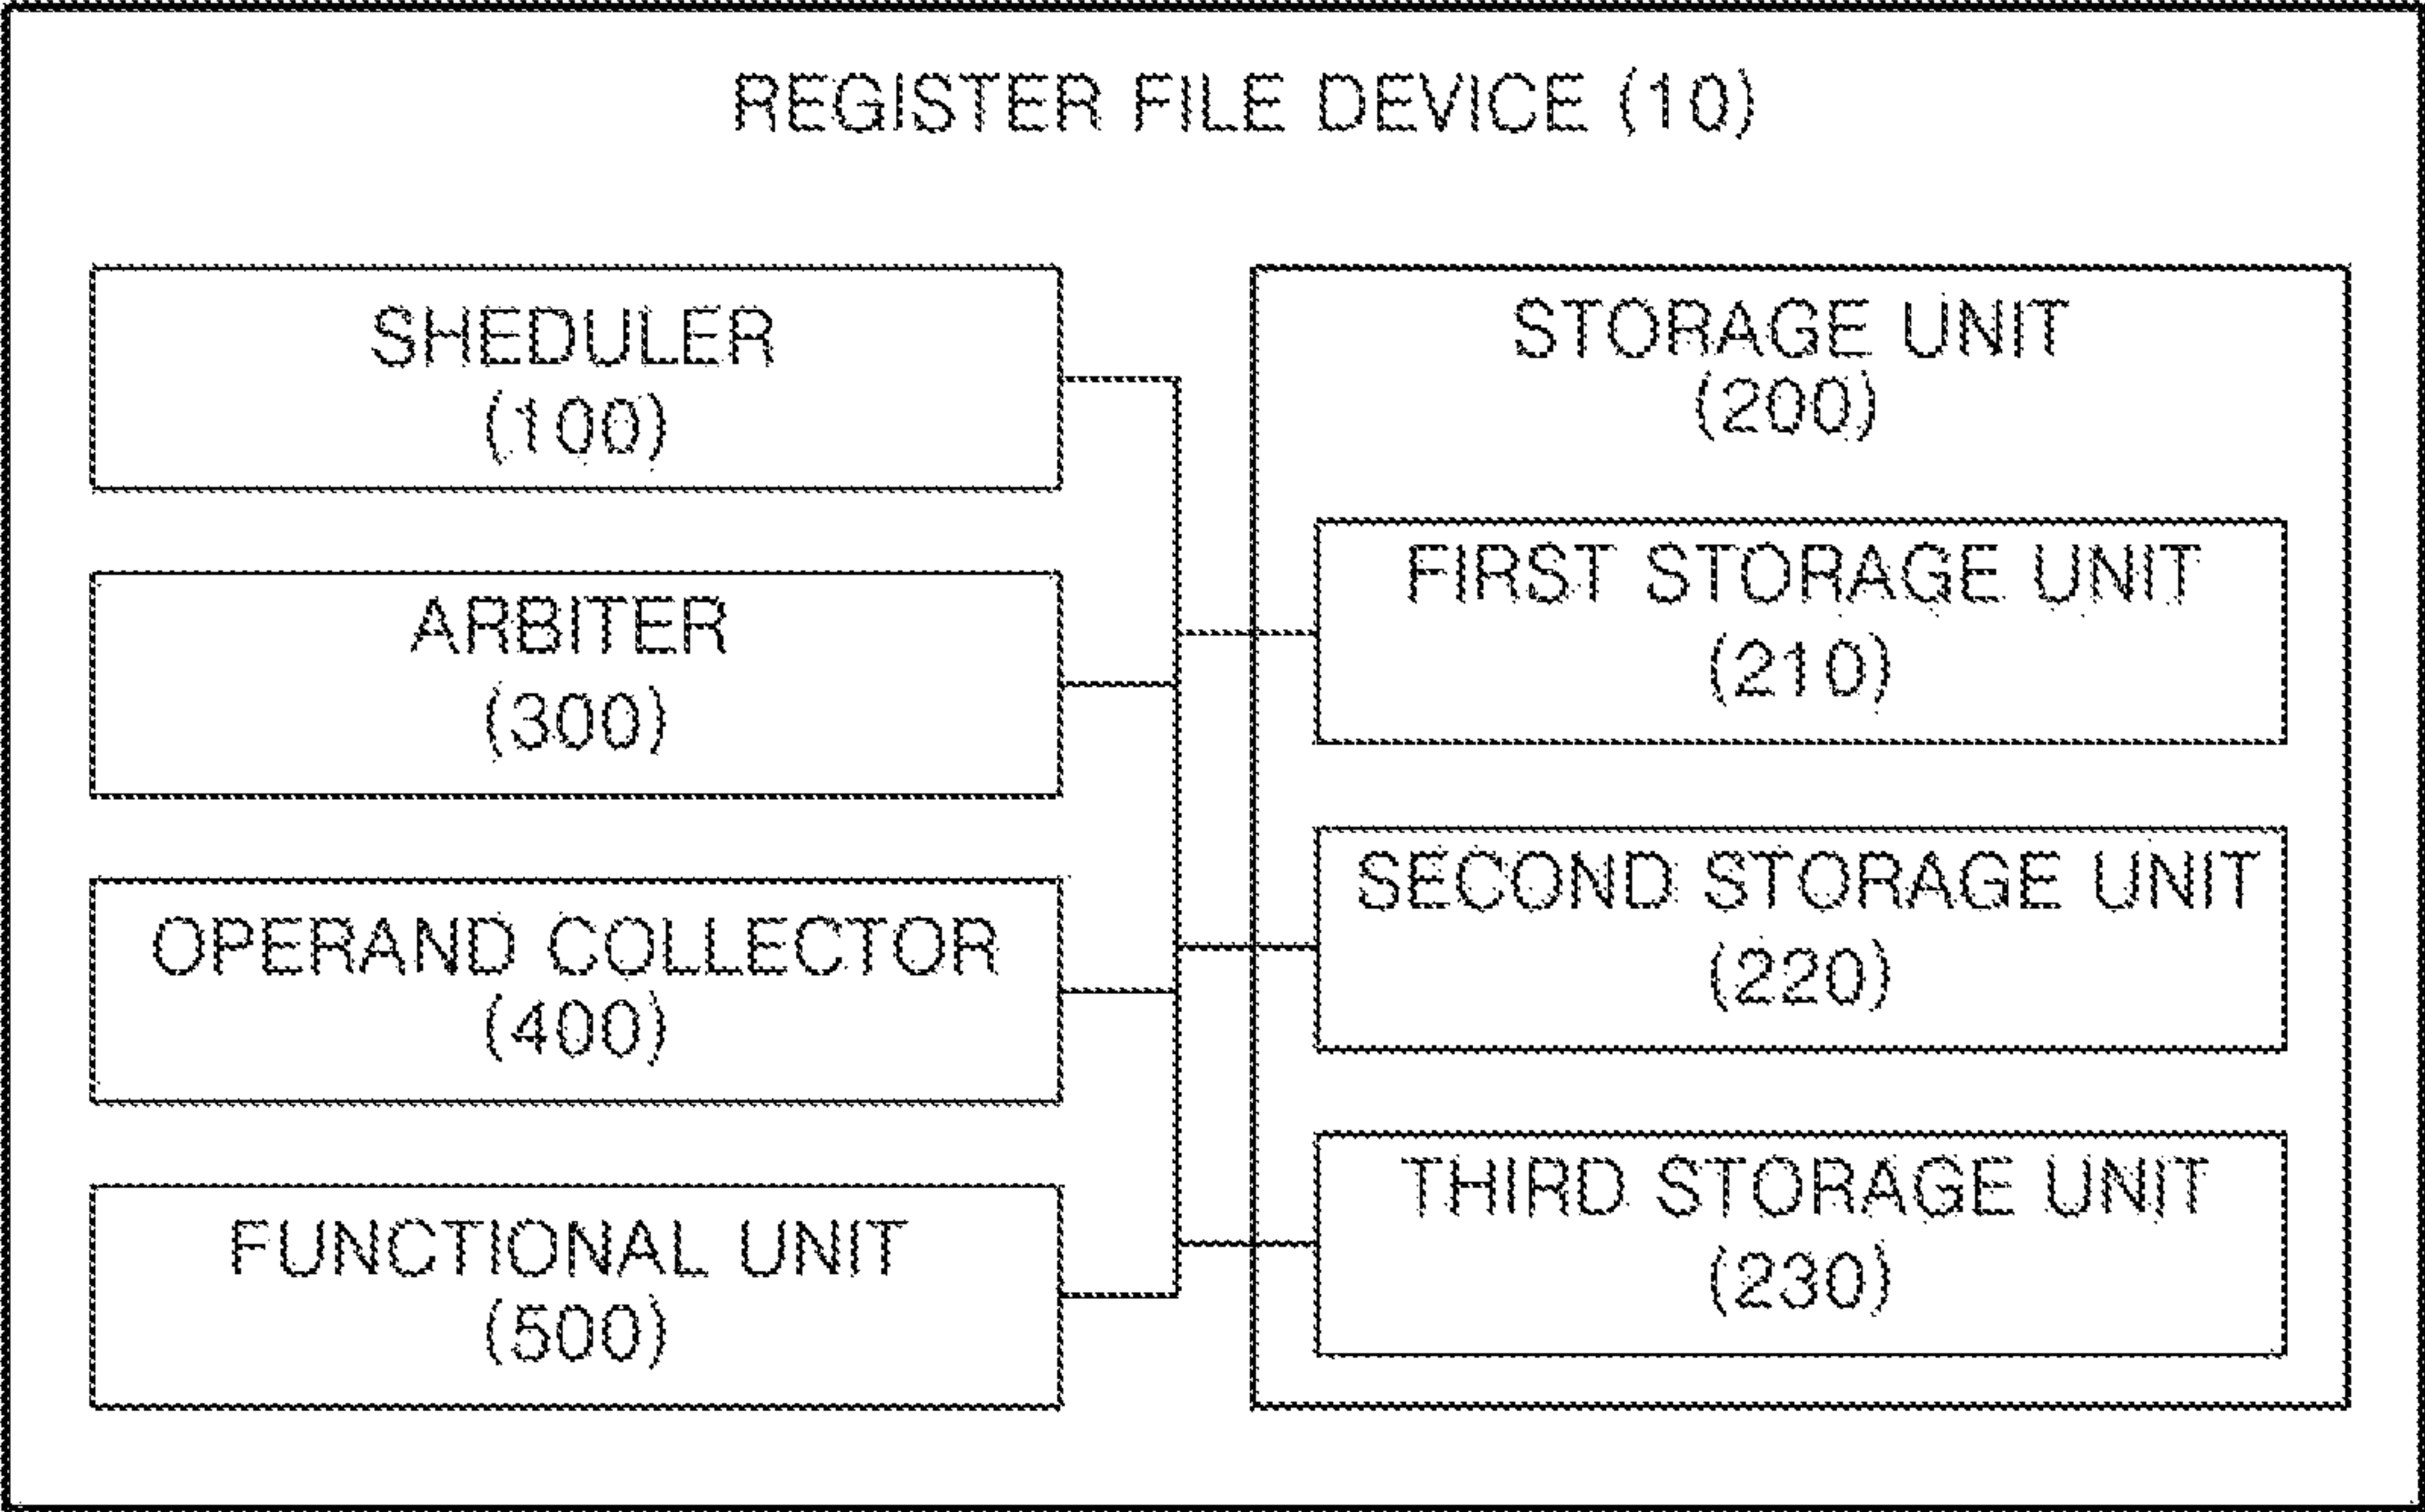 REGISTER FILE DEVICE (10)
SHEDULER
(100)
ARBITER
(300)
OPERAND COLLECTOR
(400)
FUNCTIONAL UNIT
(500)
STORAGE UNIT
(200)
FIRST STORAGE UNIT
(210)
SECOND STORAGE UNIT
(220)
THIRD STORAGE UNIT
(230)